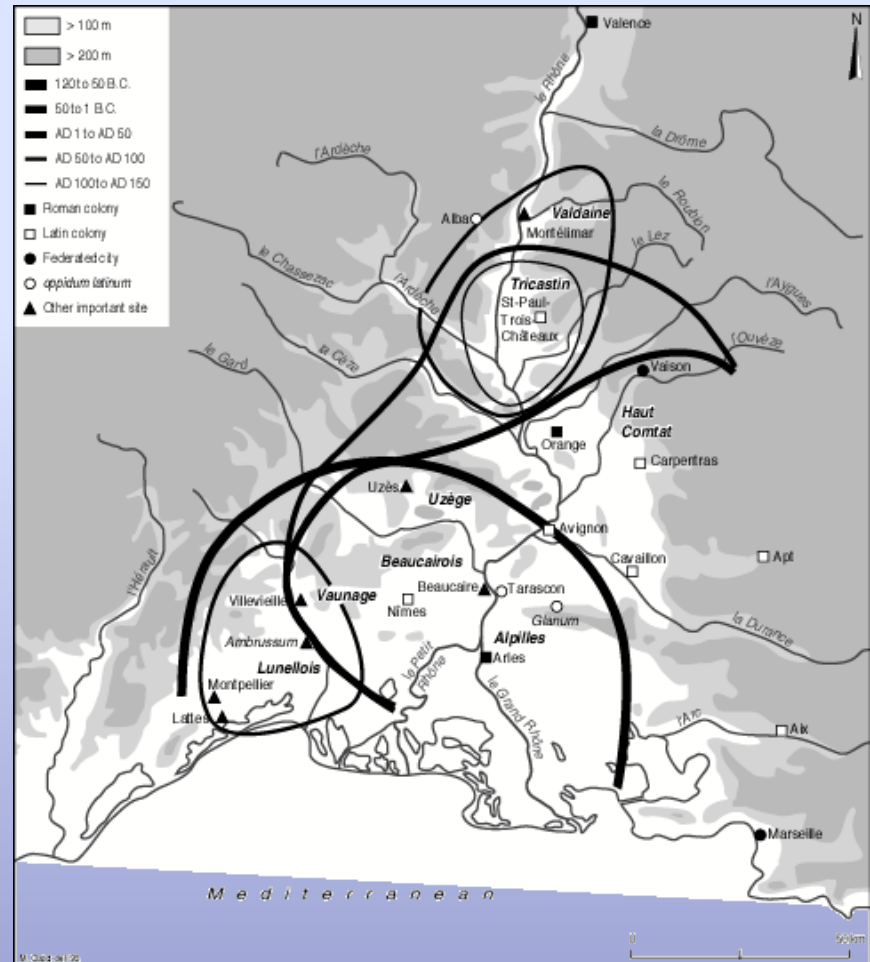 > 100 m
> 200 m
120 to 50 B.C.
50 to 1 B.C.
AD 1 to AD 50
AD 50 to AD 100
AD 100 to AD 150
Roman colony
Latin colony
Federated city
oppidum latinum
Other important site
N
Valence
le Rhône
la Drôme
l'Ardèche
le Roubion
Alba
Valdaine
Montélimar
le Lez
le Chassezac
l'Ardèche
l'Aygues
Tricastin
St-Paul-
Trois-
Châteaux
l'Ouvèze
la Cèze
le Gard
Vaison
Haut
Comtat
Orange
Carpentras
Uzès
Uzège
Avignon
l'Hérault
Beaucairois
Cavaillon
Apt
Beaucaire
Tarascon
Villevieille
Vaunage
Nîmes
Glanum
la Durance
Ambrussum
Alpilles
Lunellois
le Petit
Rhône
Arles
Montpellier
le Grand Rhône
Lattes
l'Arc
Aix
Marseille
Mediterranean
0
50 km